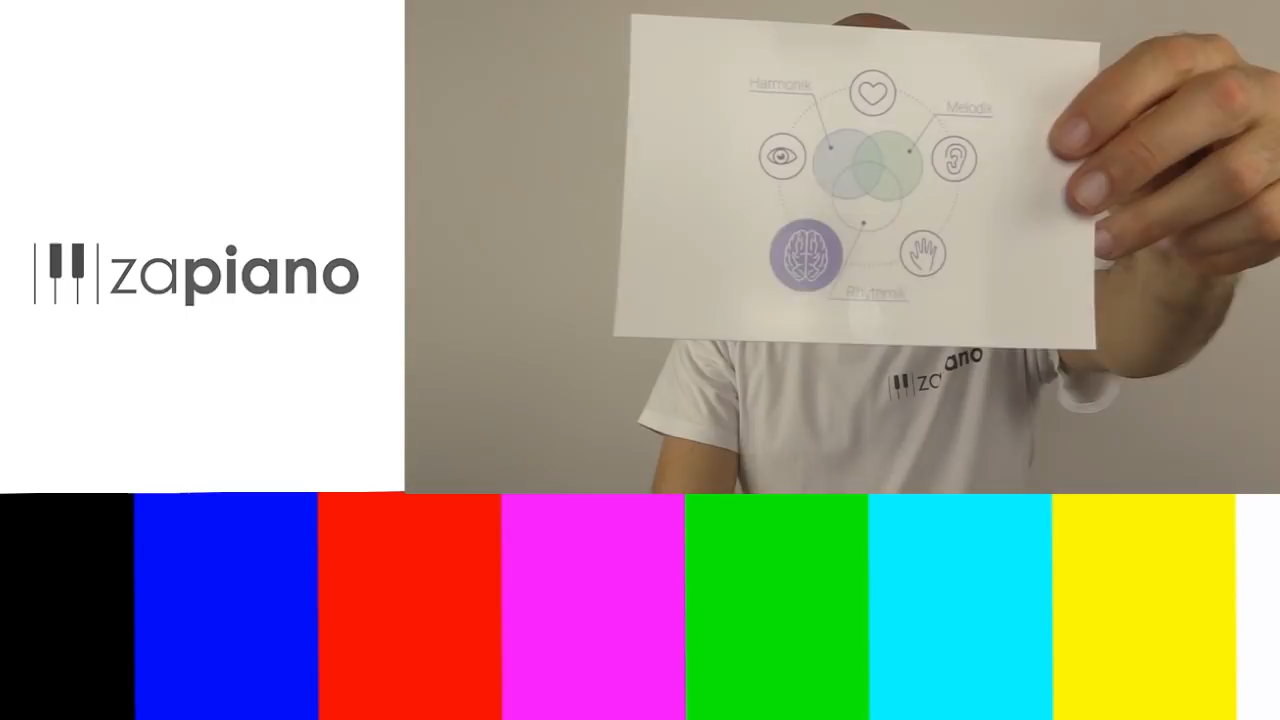 zapiano
Harmonik
Melodik
Rhythmik
zapiano